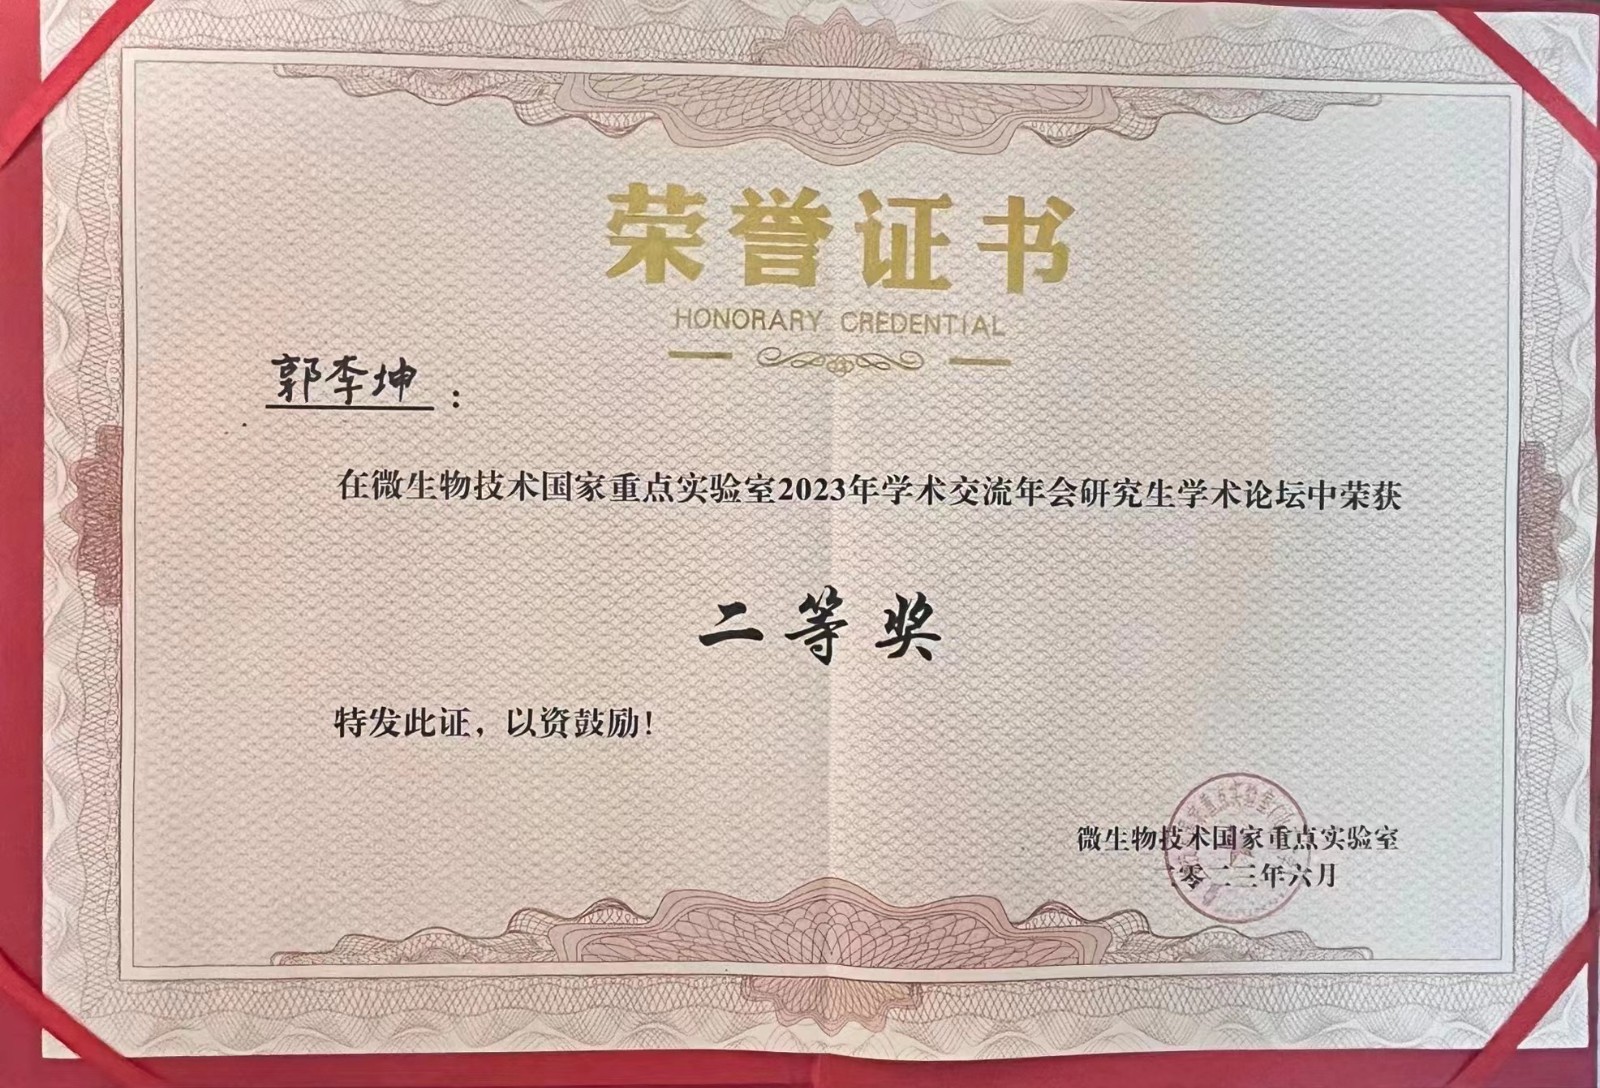 荣誉证书
HONORARY CREDENTIAL
郭李坤：
在微生物技术国家重点实验室2023年学术交流年会研究生学术论坛中荣获
二等奖
特发此证，以资鼓励！
微生物技术国家重点实验室
二零二三年六月